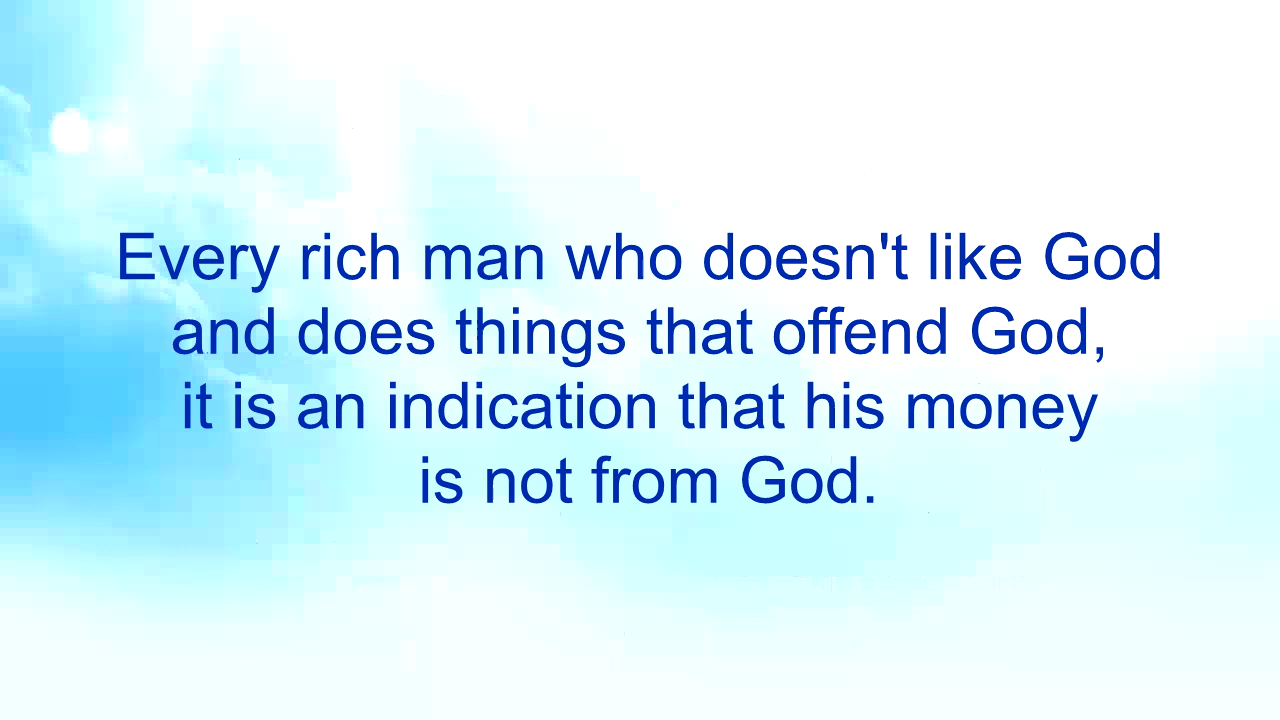 Every rich man who doesn't like God
and does things that offend God,
it is an indication that his money
is not from God.